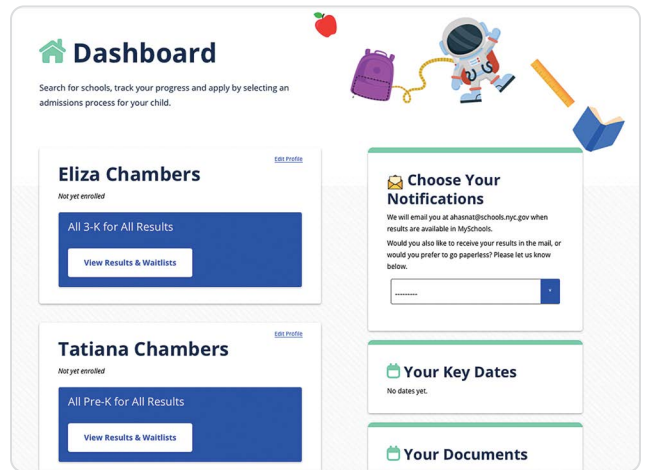 Dashboard
Search for schools, track your progress and apply by selecting an
admissions process for your child.
Edit Profile
Eliza Chambers
Not yet enrolled
All 3-K for All Results
View Results & Waitlists
Edit Profile
Tatiana Chambers
Not yet enrolled
All Pre-K for All Results
View Results & Waitlists
Choose Your
Notifications
We will email you at ahasnat@schools.nyc.gov when
results are available in MySchools.
Would you also like to receive your results in the mail, or
would you prefer to go paperless? Please let us know
below.
---------
Your Key Dates
No dates yet.
Your Documents